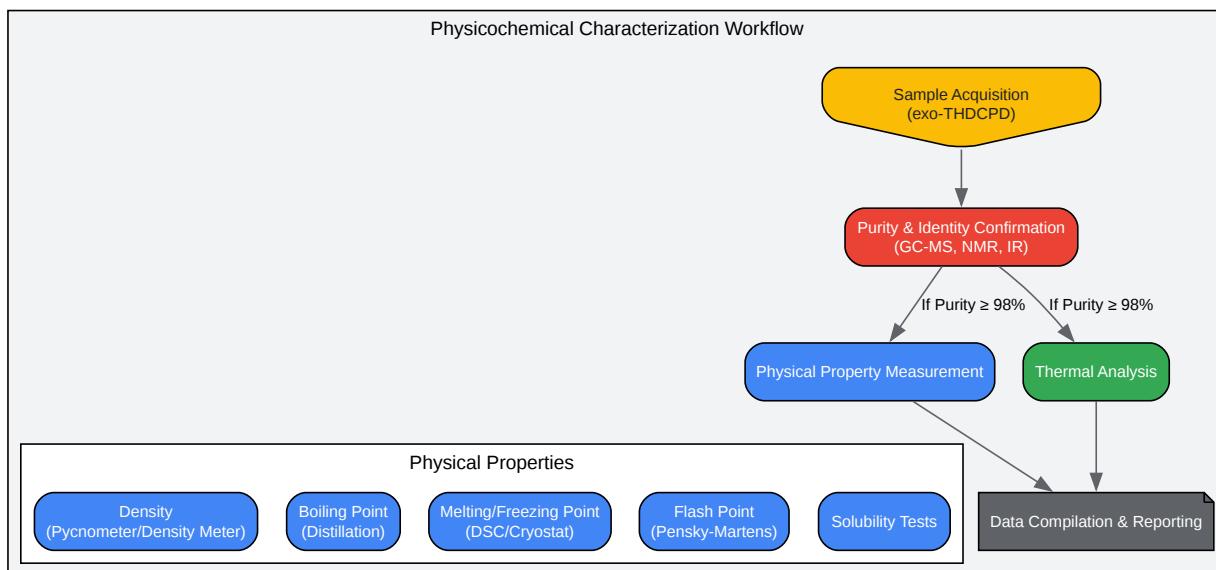 Physicochemical Characterization Workflow
Sample Acquisition
(exo-THDCPD)
Purity & Identity Confirmation
(GC-MS, NMR, IR)
If Purity ≥ 98%
If Purity ≥ 98%
Physical Property Measurement
Thermal Analysis
Physical Properties
Density
(Pycnometer/Density Meter)
Boiling Point
(Distillation)
Melting/Freezing Point
(DSC/Cryostat)
Flash Point
(Pensky-Martens)
Solubility Tests
Data Compilation & Reporting